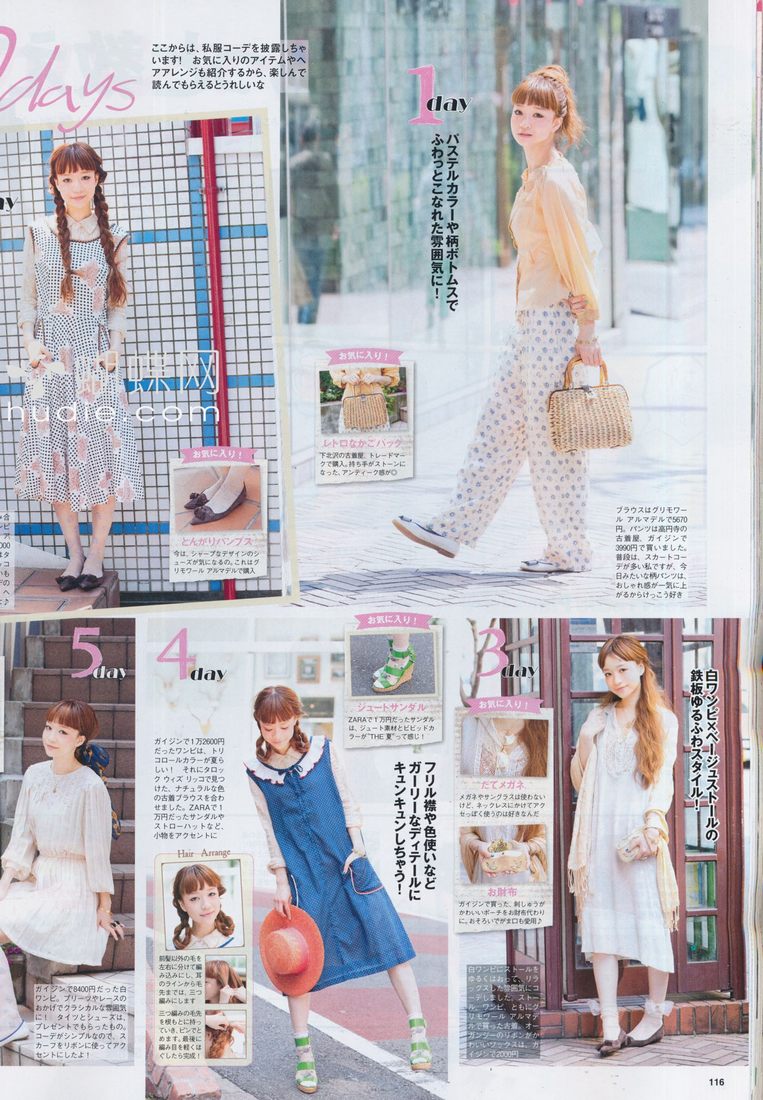 days
ここからは、私服コーデを披露しちゃ
います! お気に入りのアイテムやヘ
アアレンジも紹介するから、楽しんで
読んでもらえるとうれしいな
1day
パステルカラーや柄ボトムスで
ふわっとこなれた雰囲気に!
お気に入り!
レトロなかごバック
下北沢の古着屋、トレードマー
クで購入。持ち手がストーンに
なった、アンティーク感が◎
ブラウスはグリモワー
ル アルマデルで5670
円。パンツは高円寺の
古着屋、ガイジンで
3990円で買いました。
普段は、スカートコー
デが多い私ですが、今
日みたいな柄パンツは、
おしゃれ感が一気に上
がるからけっこう好き
ay
蝴蝶网
hudie.com
お気に入り!
とんがりパンプス
今は、シャープなデザインのシ
ューズが気になるの。これはグ
リモワール アルマデルで購入
3day
白ワンピ×ベージュストールの
鉄板ゆるふわスタイル!
だてメガネ
メガネやサングラスは使わない
けど、ネックレスにかけてアクセ
っぽく使うのは好きなんだ
お財布
ガイジンで買った、刺しゅうが
かわいいポーチをお財布代わり
に。おそろいでがま口も愛用♪
白ワンピにストールを
ゆるくはおって、リラ
ックスした雰囲気にコ
ーデしました。ストー
ル、ワンピ、ともにグ
リモワール アルマデ
ルで買った古着。オー
ガンジーのリボンがか
わいいソックスは、ガ
イジンで2000円
4day
お気に入り!
ジュートサンダル
ZARAで1万円だったサンダル
は、ジュート素材とビビッドカ
ラーが"THE 夏"って感じ!
フリル襟や色使いなど
ガーリーなディテールに
キュンキュンしちゃう!
ガイジンで1万2600円
だったワンピは、トリ
コロールカラーが夏ら
しい! それにタロック
ウィズ リッコで見つ
けた、ナチュラルな色
の古着ブラウスを合わ
せました。ZARAで1
万円だったサンダルや
ストローハットなど、
小物をアクセントに
Hair Arrange
前髪以外の毛を
左右に分けて編
み込みにし、耳
のラインから毛
先までは、三つ
編みにします
三つ編みの毛先
を根もとに持っ
ていき、ピンでと
めます。最後に
編み目を軽くほ
ぐしたら完成!
5day
ガイジンで8400円だった白
ワンピ。プリーツやレースの
おかげでクラシカルな雰囲気
に! タイツとシューズは、
プレゼントでもらったもの。
コーデがシンプルなので、ス
カーフをリボンに使ってアク
セントにしたよ!
116